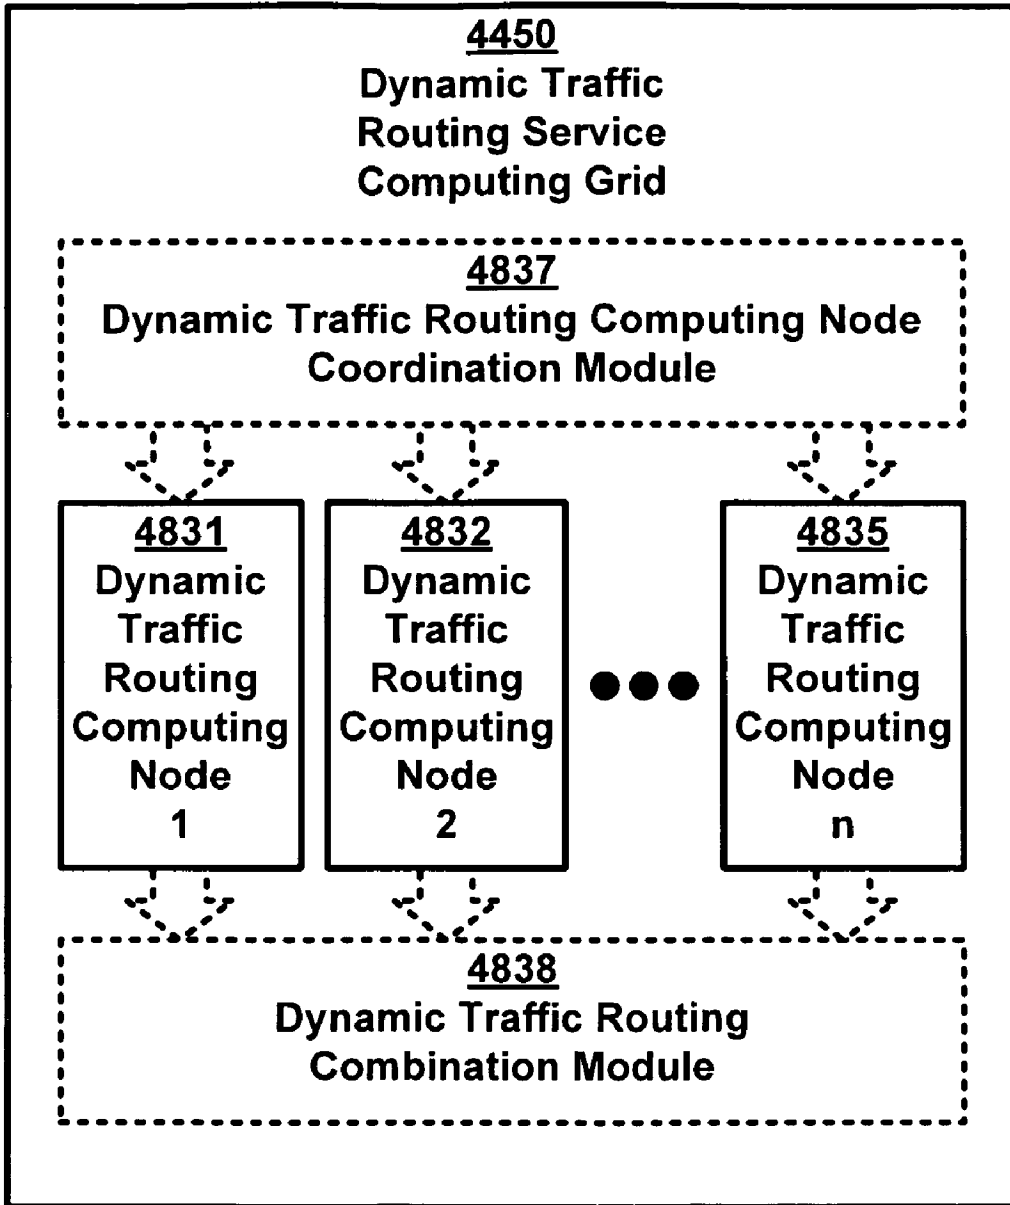 4450
Dynamic Traffic
Routing Service
Computing Grid
4837
Dynamic Traffic Routing Computing Node
Coordination Module
4831
Dynamic
Traffic
Routing
Computing
Node
1
4832
Dynamic
Traffic
Routing
Computing
Node
2
4835
Dynamic
Traffic
Routing
Computing
Node
n
4838
Dynamic Traffic Routing
Combination Module